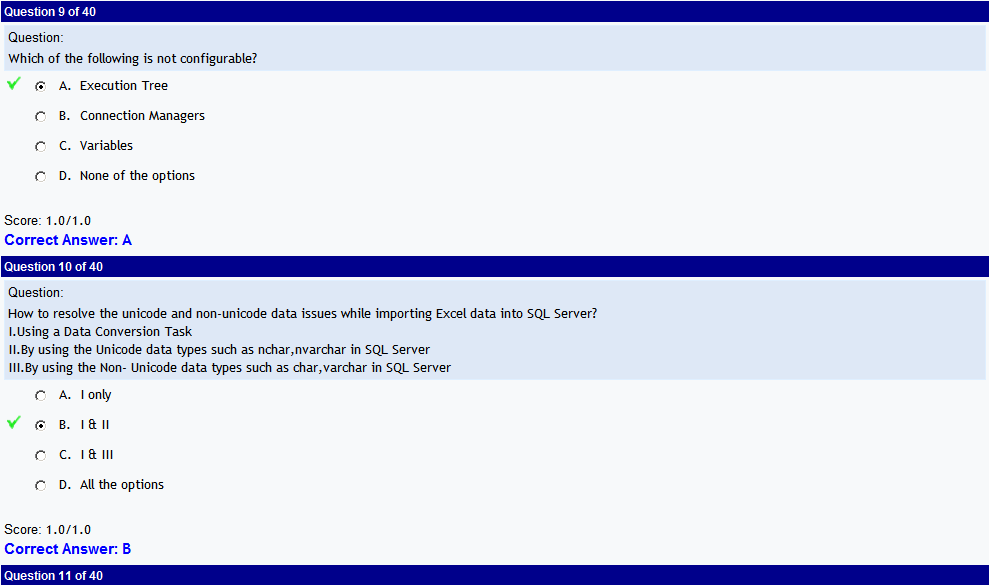 Question 9 of 40
Question:
Which of the following is not configurable?
A. Execution Tree
B. Connection Managers
C. Variables
D. None of the options
Score: 1.0/1.0
Correct Answer: A
Question 10 of 40
Question:
How to resolve the unicode and non-unicode data issues while importing Excel data into SQL Server?
I.Using a Data Conversion Task
II.By using the Unicode data types such as nchar,nvarchar in SQL Server
III.By using the Non- Unicode data types such as char,varchar in SQL Server
A. I only
B. I & II
C. I & III
D. All the options
Score: 1.0/1.0
Correct Answer: B
Question 11 of 40